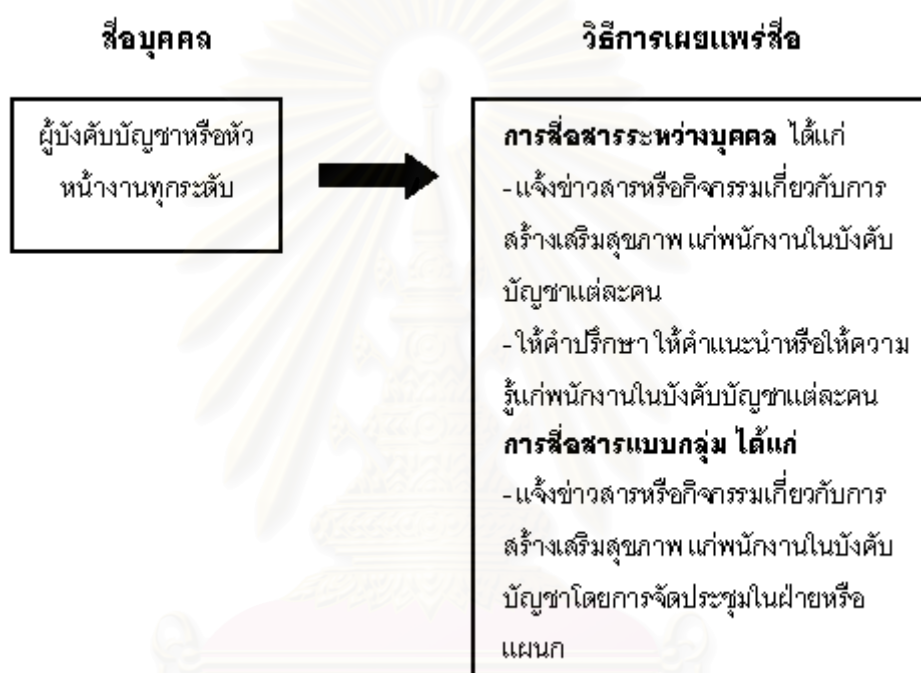 สื่อบุคคล
วิธีการเผยแพร่สื่อ
ผู้บังคับบัญชาหรือหัว
หน้างานทุกระดับ
การสื่อสารระหว่างบุคคล ได้แก่
-แจ้งข่าวสารหรือกิจกรรมเกี่ยวกับการ
สร้างเสริมสุขภาพ แก่พนักงานในบังคับ
บัญชาแต่ละคน
-ให้คำปรึกษา ให้คำแนะนำหรือให้ความ
รู้แก่พนักงานในบังคับบัญชาแต่ละคน
การสื่อสารแบบกลุ่ม ได้แก่
-แจ้งข่าวสารหรือกิจกรรมเกี่ยวกับการ
สร้างเสริมสุขภาพ แก่พนักงานในบังคับ
บัญชาโดยการจัดประชุมในฝ่ายหรือ
แผนก